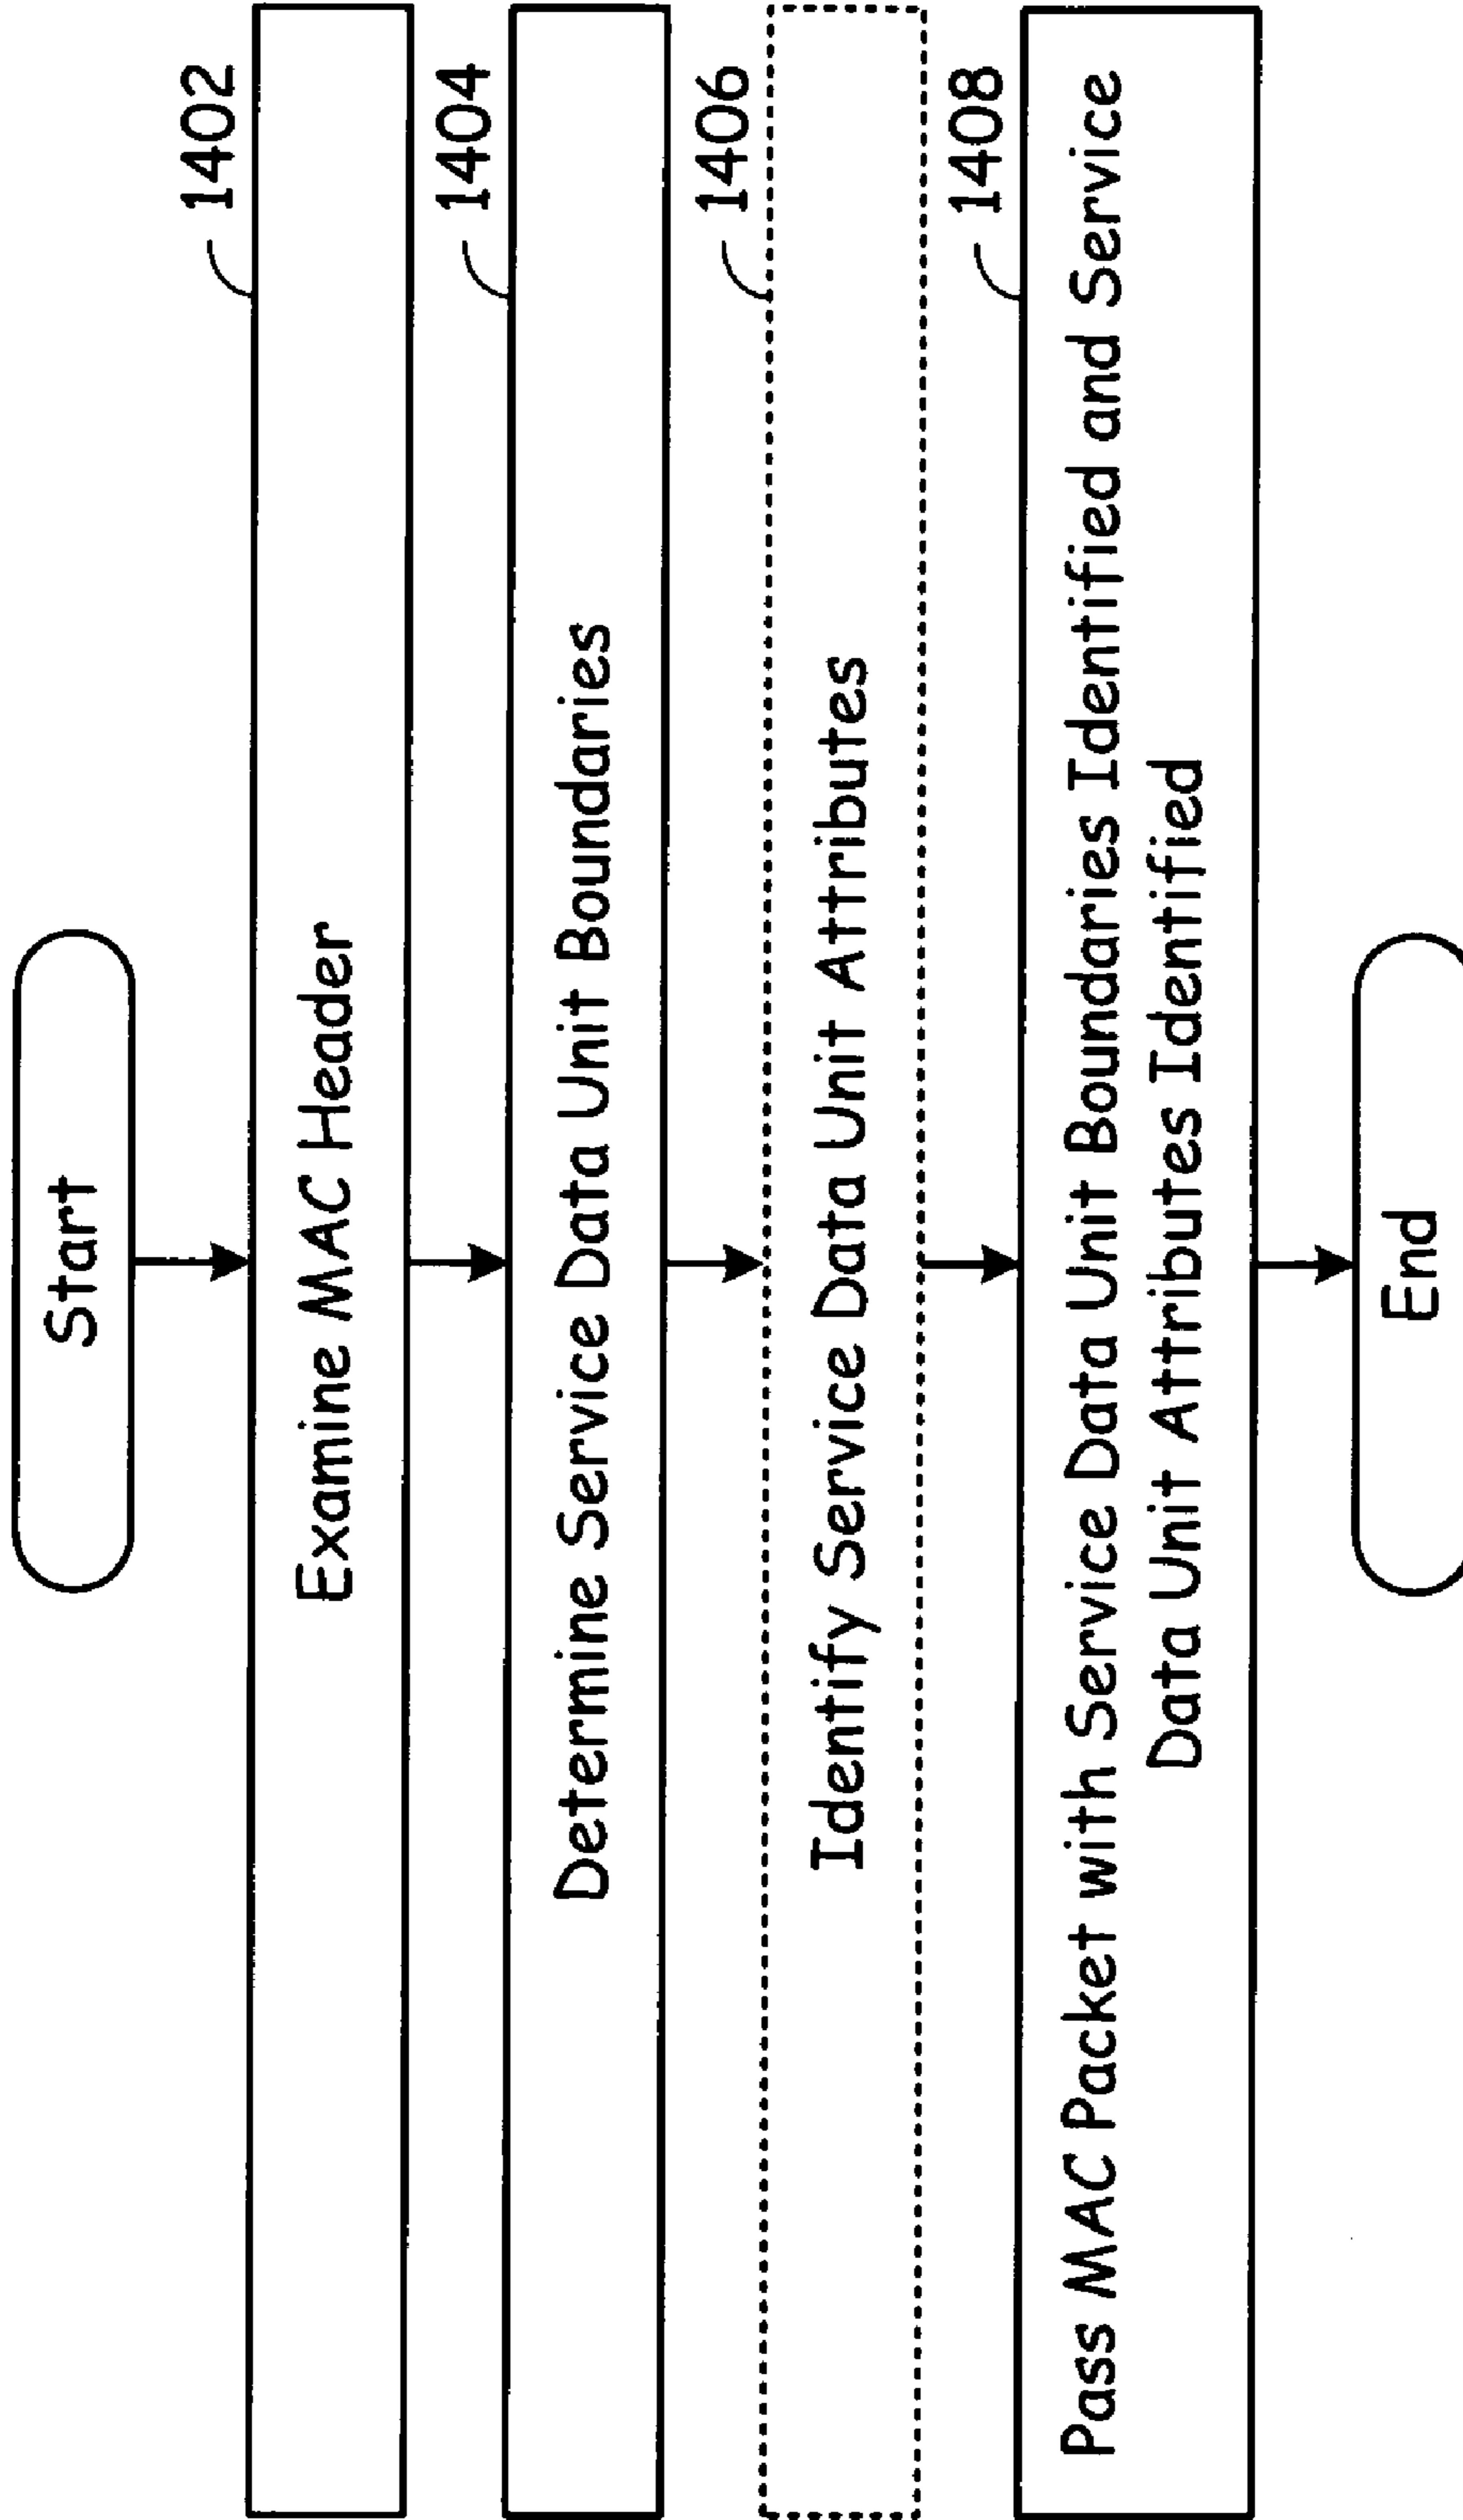 Start
1402
Examine MAC Header
1404
Determine Service Data Unit Boundaries
1406
Identify Service Data Unit Attributes
1408
Pass MAC Packet with Service Data Unit Boundaries Identified and Service
Data Unit Attributes Identified
End